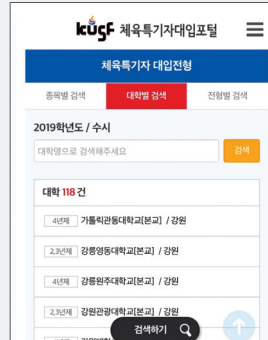 kusf 체육특기자대입포털
체육특기자 대입전형
종목별 검색 대학별 검색 전형별 검색
2019학년도 / 수시
대학명으로 검색해주세요 검색
대학 118 건
4년제 가톨릭관동대학교[본교] / 강원
2,3년제 강릉영동대학교[본교] / 강원
4년제 강릉원주대학교[본교] / 강원
2,3년제 강원관광대학교[본교] / 강원
검색하기